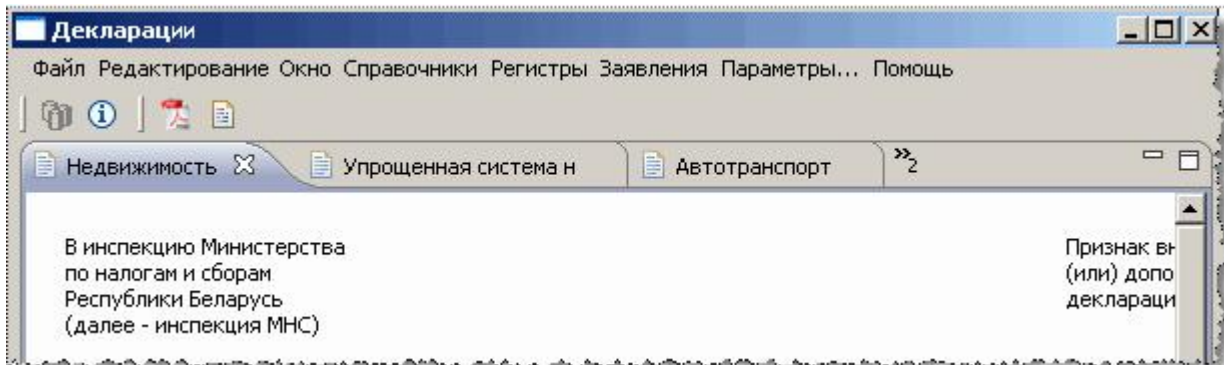 Декларации
Файл Редактирование Окно Справочники Регистры Заявления Параметры... Помощь
Недвижимость Упрощенная система н Автотранспорт »2
В инспекцию Министерства
по налогам и сборам
Республики Беларусь
(далее - инспекция МНС)
Признак вн
(или) допо
деклараци